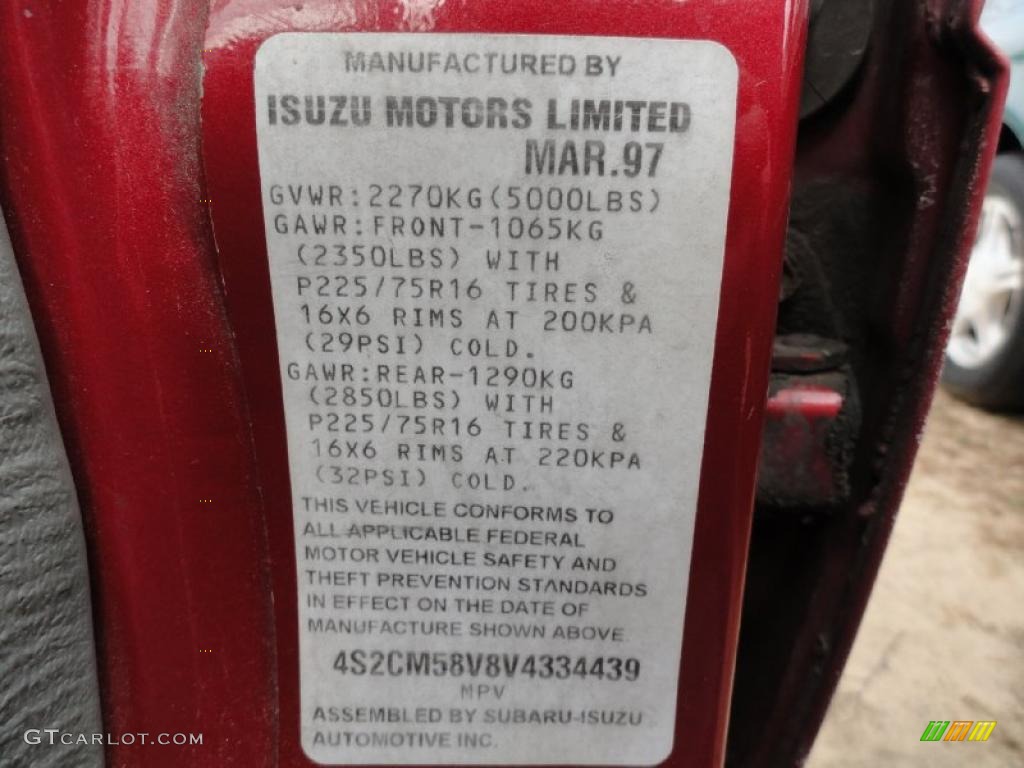 MANUFACTURED BY
ISUZU MOTORS LIMITED
MAR.97
GVWR:2270KG(5000LBS)
GAWR:FRONT-1065KG
(2350LBS) WITH
P225/75R16 TIRES &
16X6 RIMS AT 200KPA
(29PSI) COLD.
GAWR:REAR-1290KG
(2850LBS) WITH
P225/75R16 TIRES &
16X6 RIMS AT 220KPA
(32PSI) COLD.
THIS VEHICLE CONFORMS TO
ALL APPLICABLE FEDERAL
MOTOR VEHICLE SAFETY AND
THEFT PREVENTION STANDARDS
IN EFFECT ON THE DATE OF
MANUFACTURE SHOWN ABOVE.
4S2CM58V8V4334439
MPV
ASSEMBLED BY SUBARU-ISUZU
AUTOMOTIVE INC.
GTCARLOT.COM